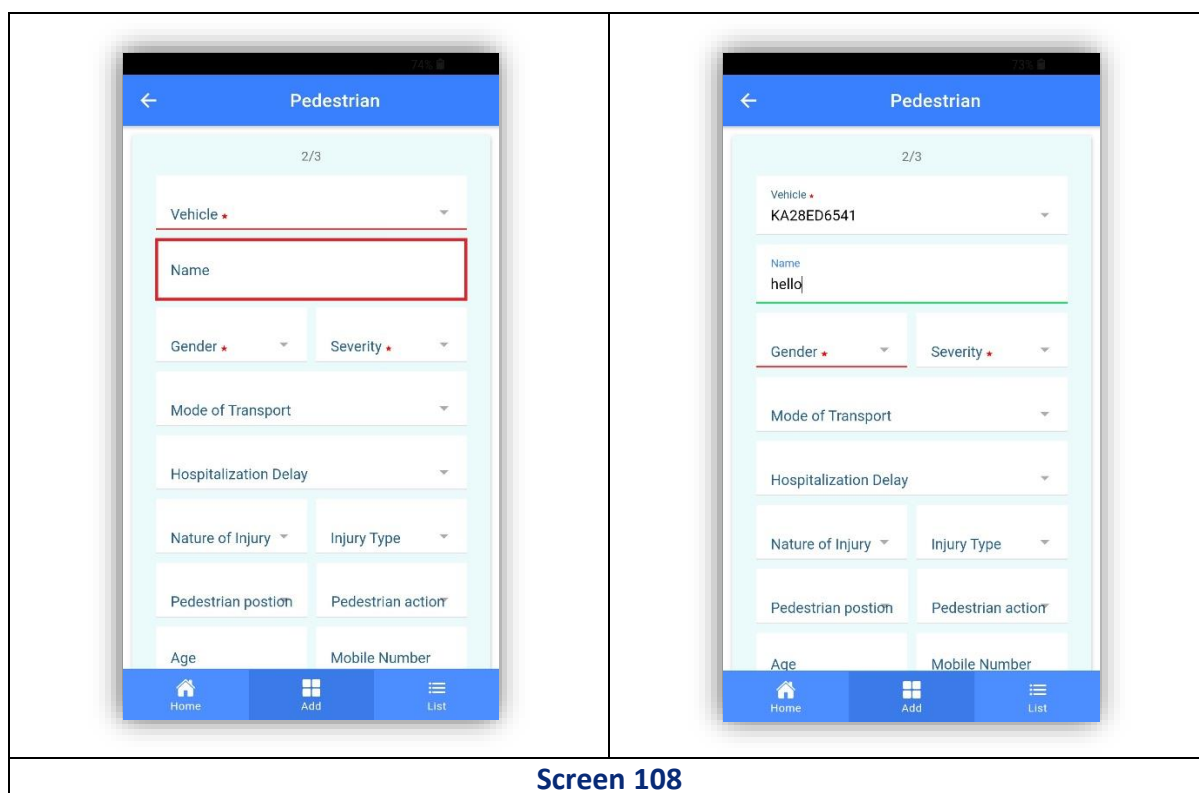 74%
Pedestrian
2/3
Vehicle *
Name
Gender * Severity *
Mode of Transport
Hospitalization Delay
Nature of Injury Injury Type
Pedestrian postion Pedestrian action
Age Mobile Number
Home Add List
73%
Pedestrian
2/3
Vehicle *
KA28ED6541
Name
hello
Gender * Severity *
Mode of Transport
Hospitalization Delay
Nature of Injury Injury Type
Pedestrian postion Pedestrian action
Age Mobile Number
Home Add List
Screen 108